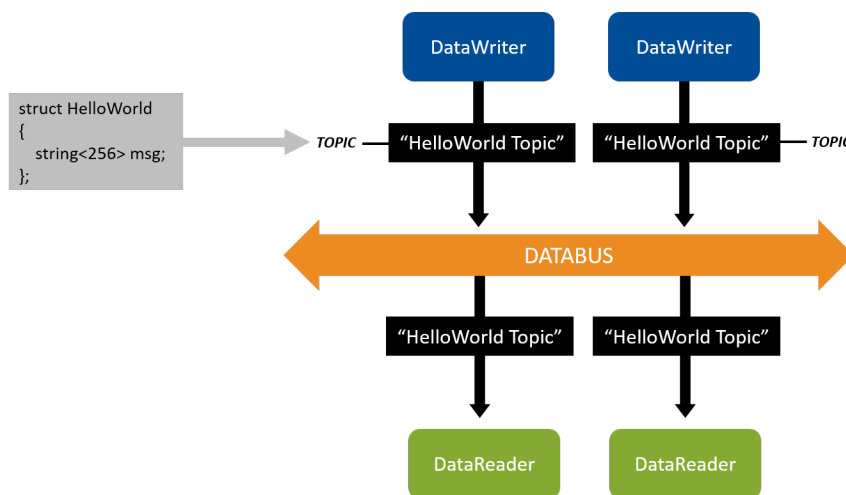 DataWriter
DataWriter
struct HelloWorld
{
string<256> msg;
};
TOPIC
“HelloWorld Topic”
“HelloWorld Topic”
TOPIC
DATABUS
“HelloWorld Topic”
“HelloWorld Topic”
DataReader
DataReader